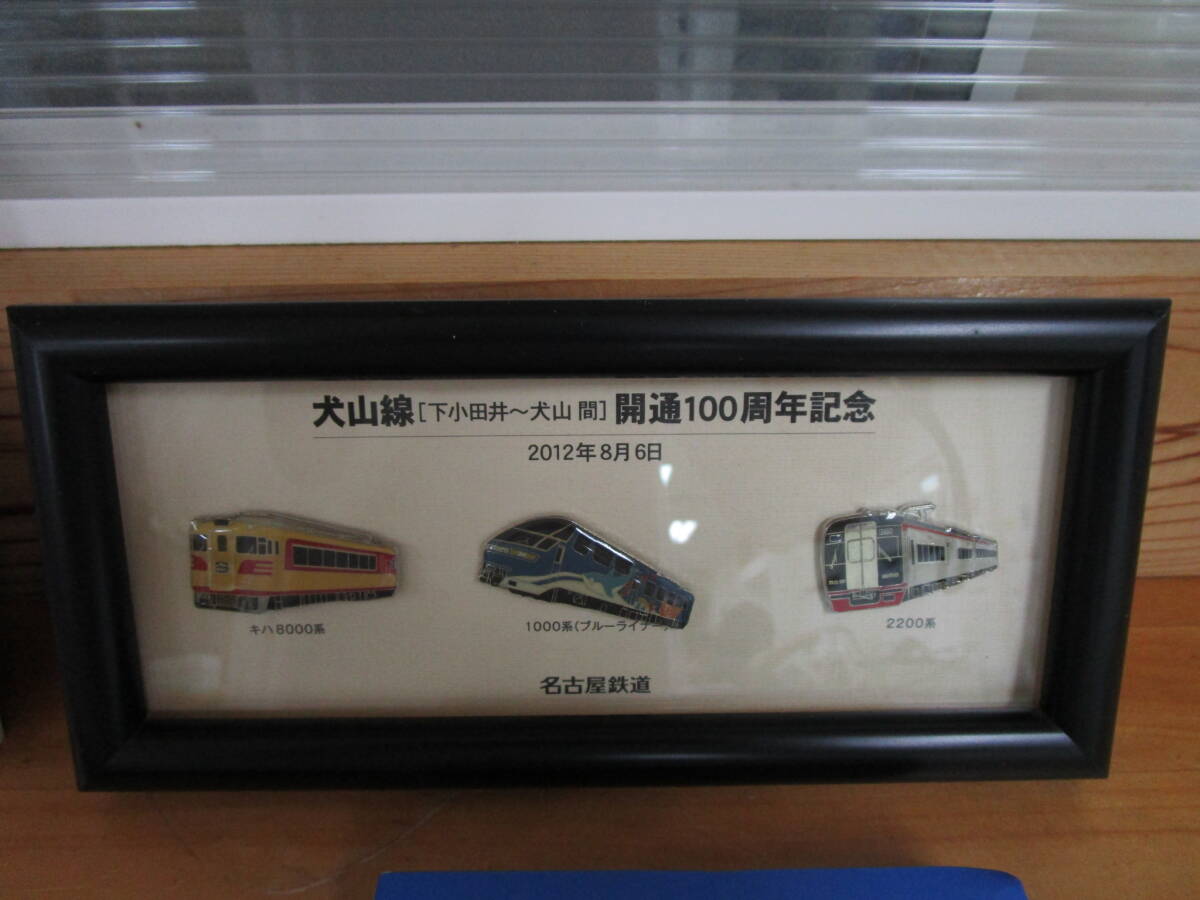 犬山線[下小田井～犬山 間]開通100周年記念
2012年8月6日
キハ8000系
1000系(ブルーライナー)
2200系
名古屋鉄道